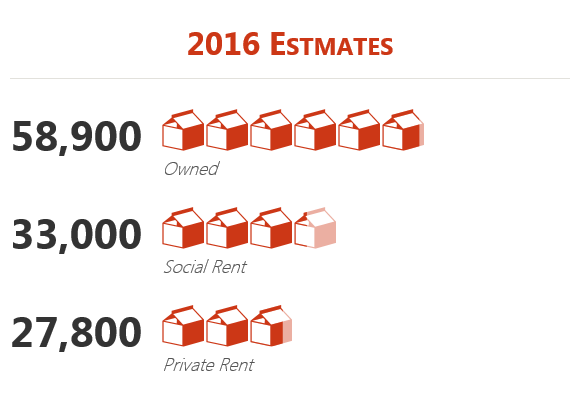 2016 ESTMATES
58,900
Owned
33,000
Social Rent
27,800
Private Rent